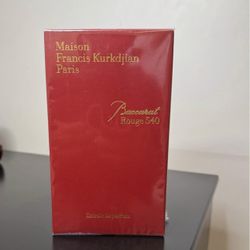 Maison
Francis Kurkdjian
Paris
Baccarat
Rouge 540
Extrait de parfum